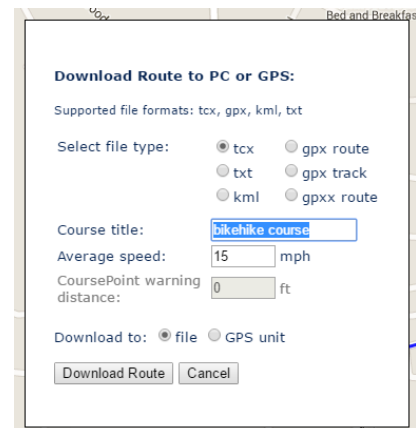 Bed and Breakfas
Download Route to PC or GPS:
Supported file formats: tcx, gpx, kml, txt
Select file type: tcx gpx route
txt gpx track
kml gpxx route
Course title: bikehike course
Average speed: 15 mph
CoursePoint warning
distance: 0 ft
Download to: file GPS unit
Download Route Cancel